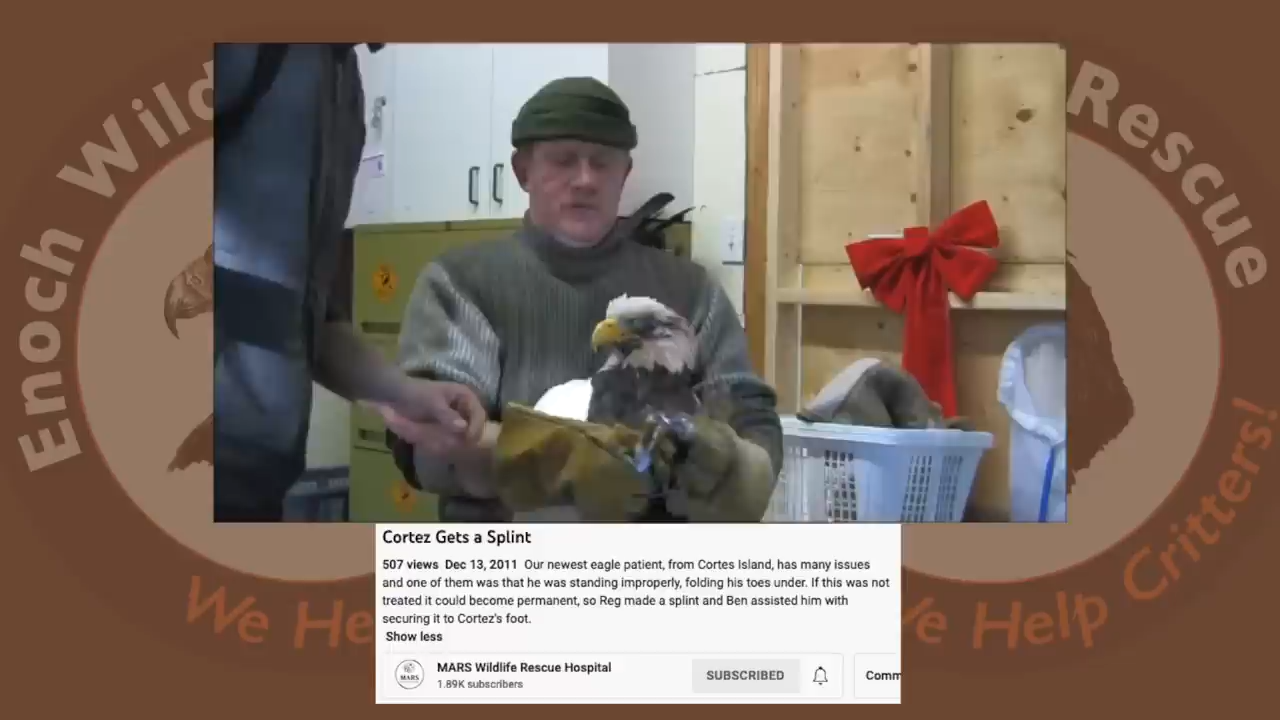 Enoch Wild
Rescue
We He
e Help Critters!
Cortez Gets a Splint
507 views Dec 13, 2011 Our newest eagle patient, from Cortes Island, has many issues
and one of them was that he was standing improperly, folding his toes under. If this was not
treated it could become permanent, so Reg made a splint and Ben assisted him with
securing it to Cortez's foot.
Show less
MARS
MARS Wildlife Rescue Hospital
1.89K subscribers
SUBSCRIBED
Comm